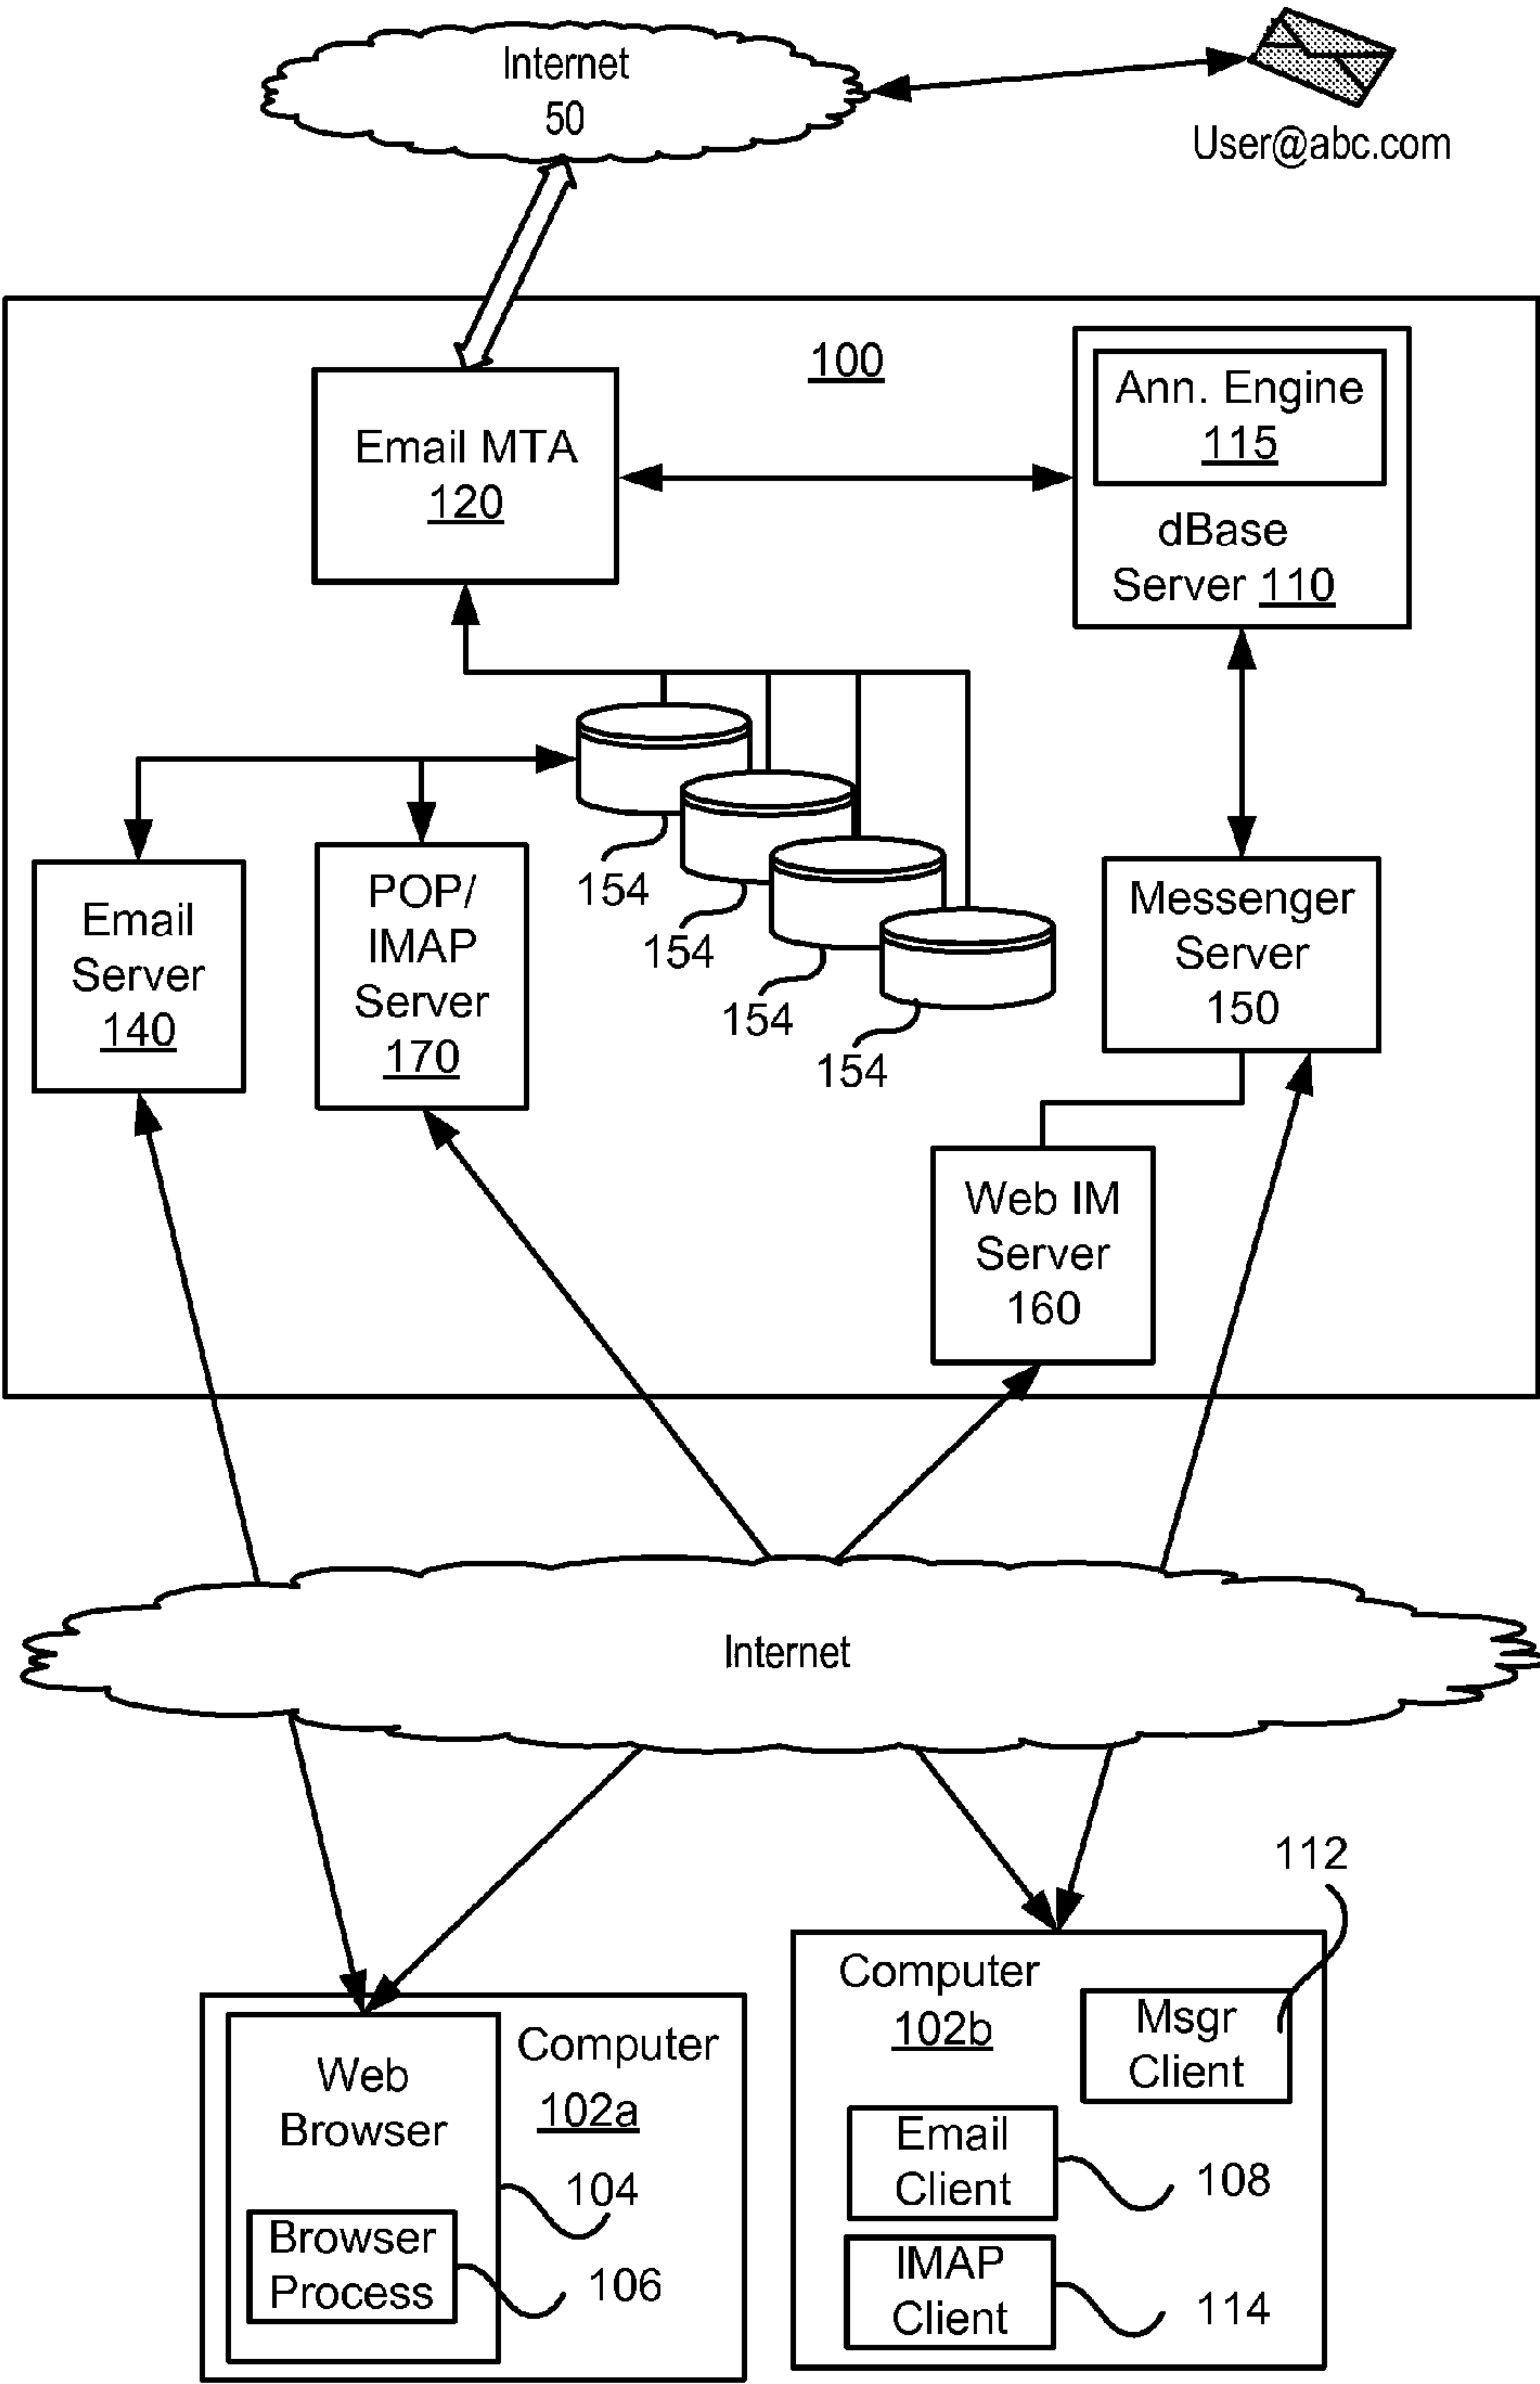 Internet
50
User@abc.com
100
Ann. Engine
115
dBase
Server 110
Email MTA
120
Email
Server
140
POP/
IMAP
Server
170
154
154
154
154
Messenger
Server
150
Web IM
Server
160
Internet
112
Computer
102b
Msgr
Client
Email
Client
108
IMAP
Client
114
Computer
102a
Web
Browser
104
Browser
Process
106